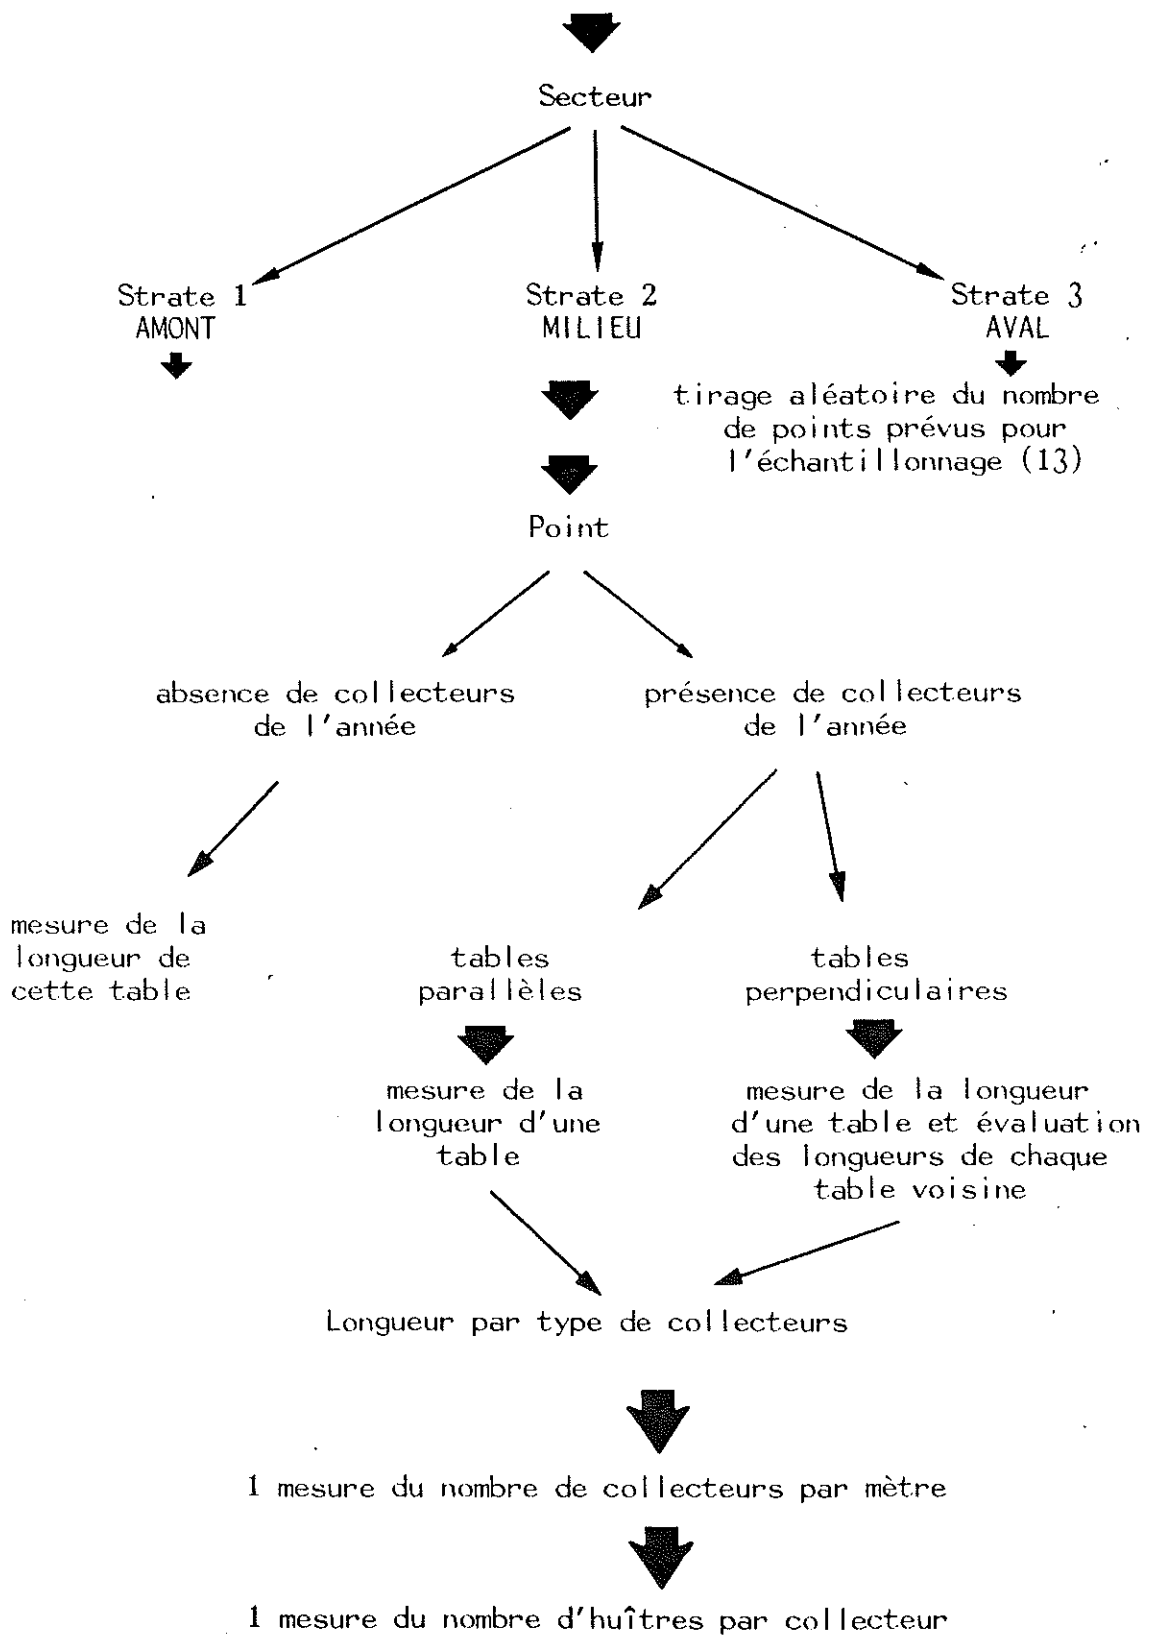 Secteur
Strate 1
AMONT
Strate 2
MILIEU
Strate 3
AVAL
tirage aléatoire du nombre
de points prévus pour
l'échantillonnage (13)
Point
absence de collecteurs
de l'année
présence de collecteurs
de l'année
mesure de la
longueur de
cette table
tables
parallèles
tables
perpendiculaires
mesure de la
longueur d'une
table
mesure de la longueur
d'une table et évaluation
des longueurs de chaque
table voisine
Longueur par type de collecteurs
1 mesure du nombre de collecteurs par mètre
1 mesure du nombre d'huîtres par collecteur